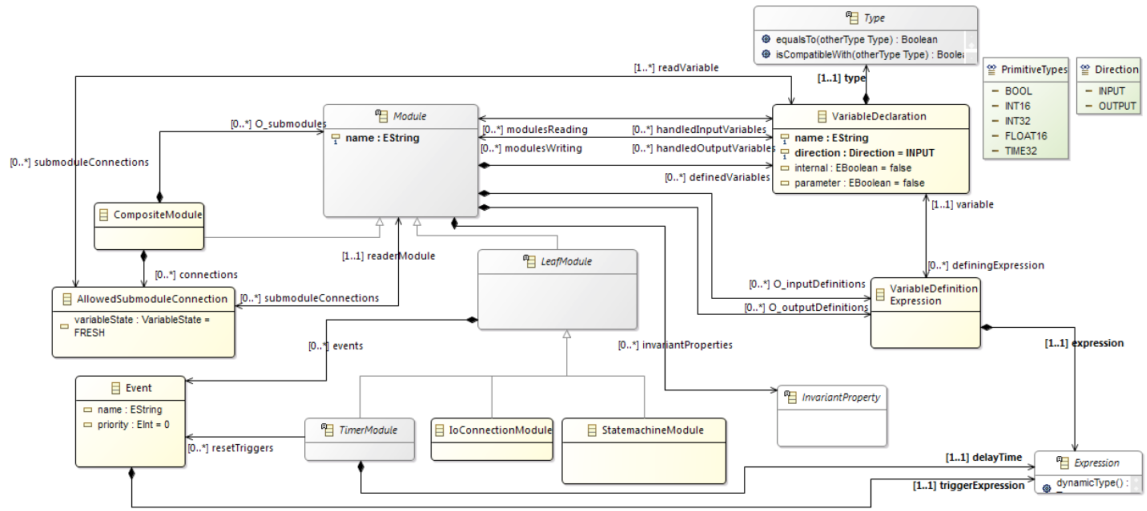 Type
equalsTo(otherType Type) : Boolean
isCompatibleWith(otherType Type) : Boolea
[1..*] readVariable
[1..1] type
PrimitiveTypes
BOOL
INT16
INT32
FLOAT16
TIME32
Direction
INPUT
OUTPUT
Module
name : EString
[0..*] O_submodules
[0..*] submoduleConnections
[0..*] modulesReading
[0..*] handledInputVariables
[0..*] modulesWriting
[0..*] handledOutputVariables
[0..*] definedVariables
VariableDeclaration
name : EString
direction : Direction = INPUT
internal : EBoolean = false
parameter : EBoolean = false
CompositeModule
[1..1] variable
[1..1] readerModule
LeafModule
[0..*] connections
[0..*] definingExpression
AllowedSubmoduleConnection
variableState : VariableState =
FRESH
[0..*] submoduleConnections
[0..*] O_inputDefinitions
[0..*] O_outputDefinitions
VariableDefinition
Expression
[0..*] events
[0..*] invariantProperties
[1..1] expression
Event
name : EString
priority : EInt = 0
InvariantProperty
TimerModule
IoConnectionModule
StatemachineModule
[0..*] resetTriggers
[1..1] delayTime
Expression
dynamicType() :
[1..1] triggerExpression